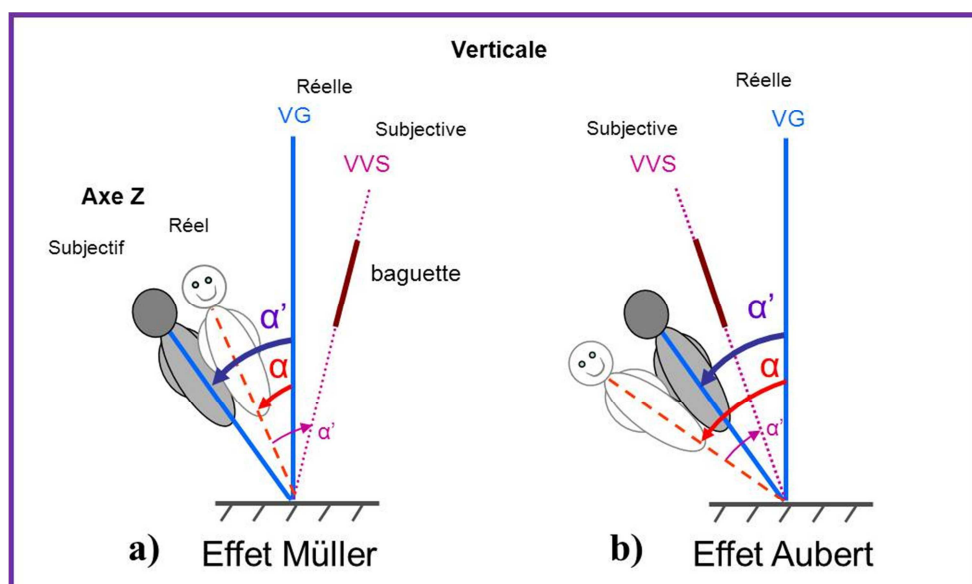 Verticale
Réelle
VG
Subjective
VVS
Axe Z
Réel
Subjectif
baguette
α’
α
α’
a) Effet Müller
Réelle
VG
Subjective
VVS
α’
α
α’
b) Effet Aubert